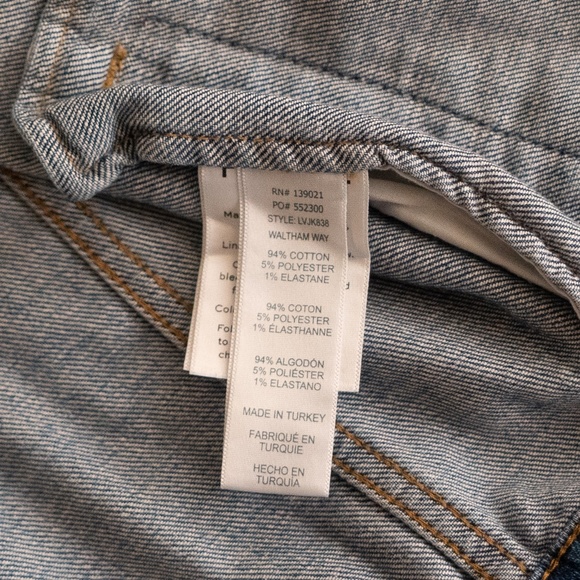 RN# 139021
PO# 552300
STYLE: LVJK838
WALTHAM WAY
94% COTTON
5% POLYESTER
1% ELASTANE
94% COTON
5% POLYESTER
1% ÉLASTHANNE
94% ALGODÓN
5% POLIÉSTER
1% ELASTANO
MADE IN TURKEY
FABRIQUÉ EN
TURQUIE
HECHO EN
TURQUÍA